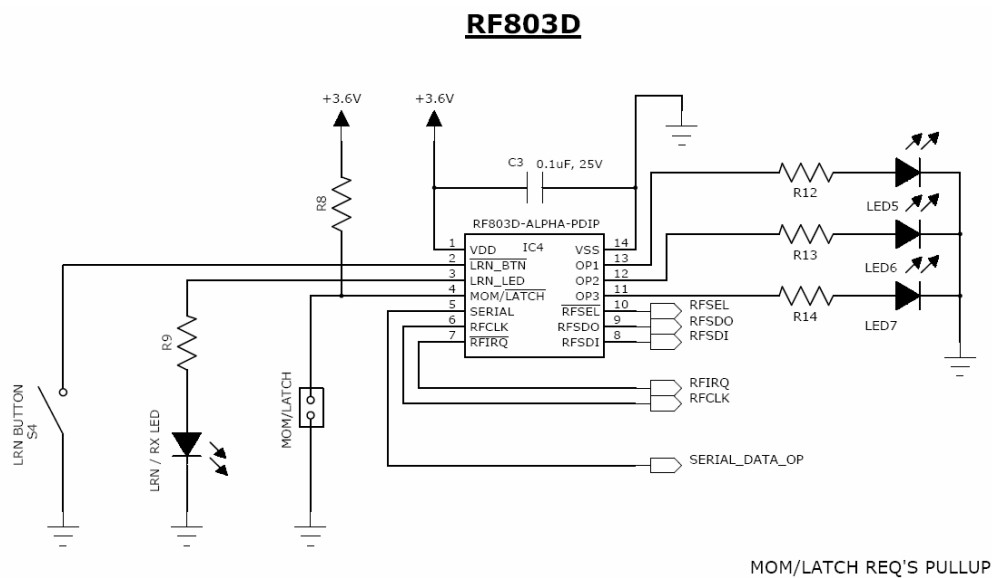 RF803D
+3.6V
+3.6V
C3
0.1uF, 25V
R8
R12
LED5
RF803D-ALPHA-PDIP
IC4
1
VDD
VSS
14
2
LRN_BTN
OP1
13
3
LRN_LED
OP2
12
4
MOM/LATCH
OP3
11
5
SERIAL
RFSEL
10
RFSEL
6
RFCLK
RFSDO
9
RFSDO
7
RFIRQ
RFSDI
8
RFSDI
R13
LED6
R14
LED7
R9
RFIRQ
RFCLK
LRN BUTTON
S4
LRN / RX LED
MOM/LATCH
SERIAL_DATA_OP
MOM/LATCH REQ'S PULLUP